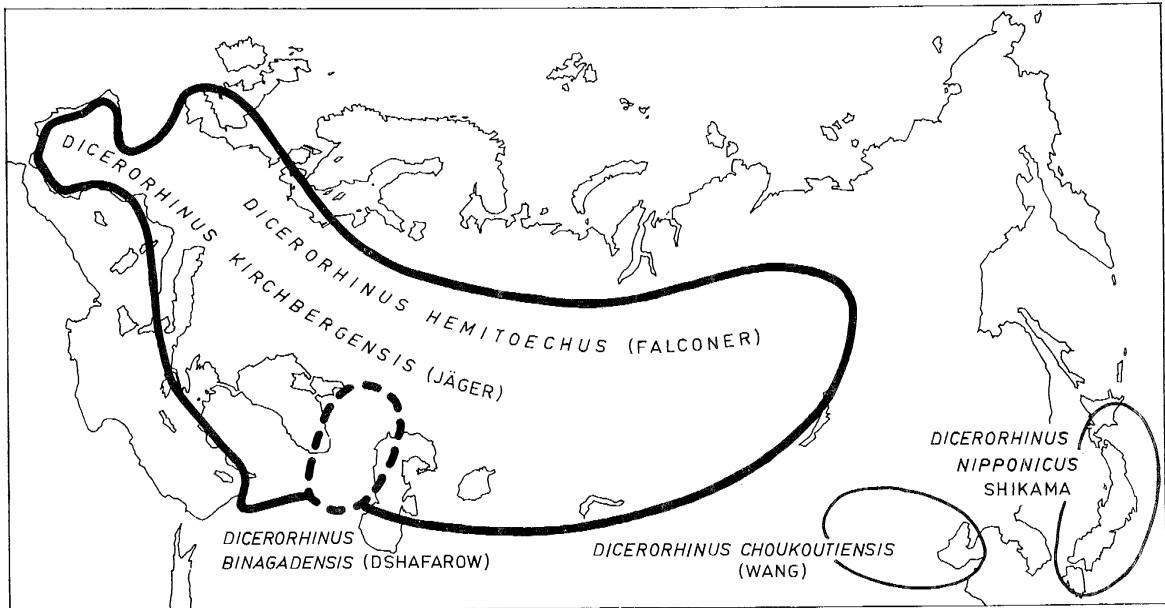 DICERORHINUS KIRCHBERGENSIS (JÄGER)
DICERORHINUS HEMITOECHUS (FALCONER)
DICERORHINUS
BINAGADENSIS (DSHAFAROW)
DICERORHINUS CHOUKOUTIENSIS
(WANG)
DICERORHINUS
NIPPONICUS
SHIKAMA